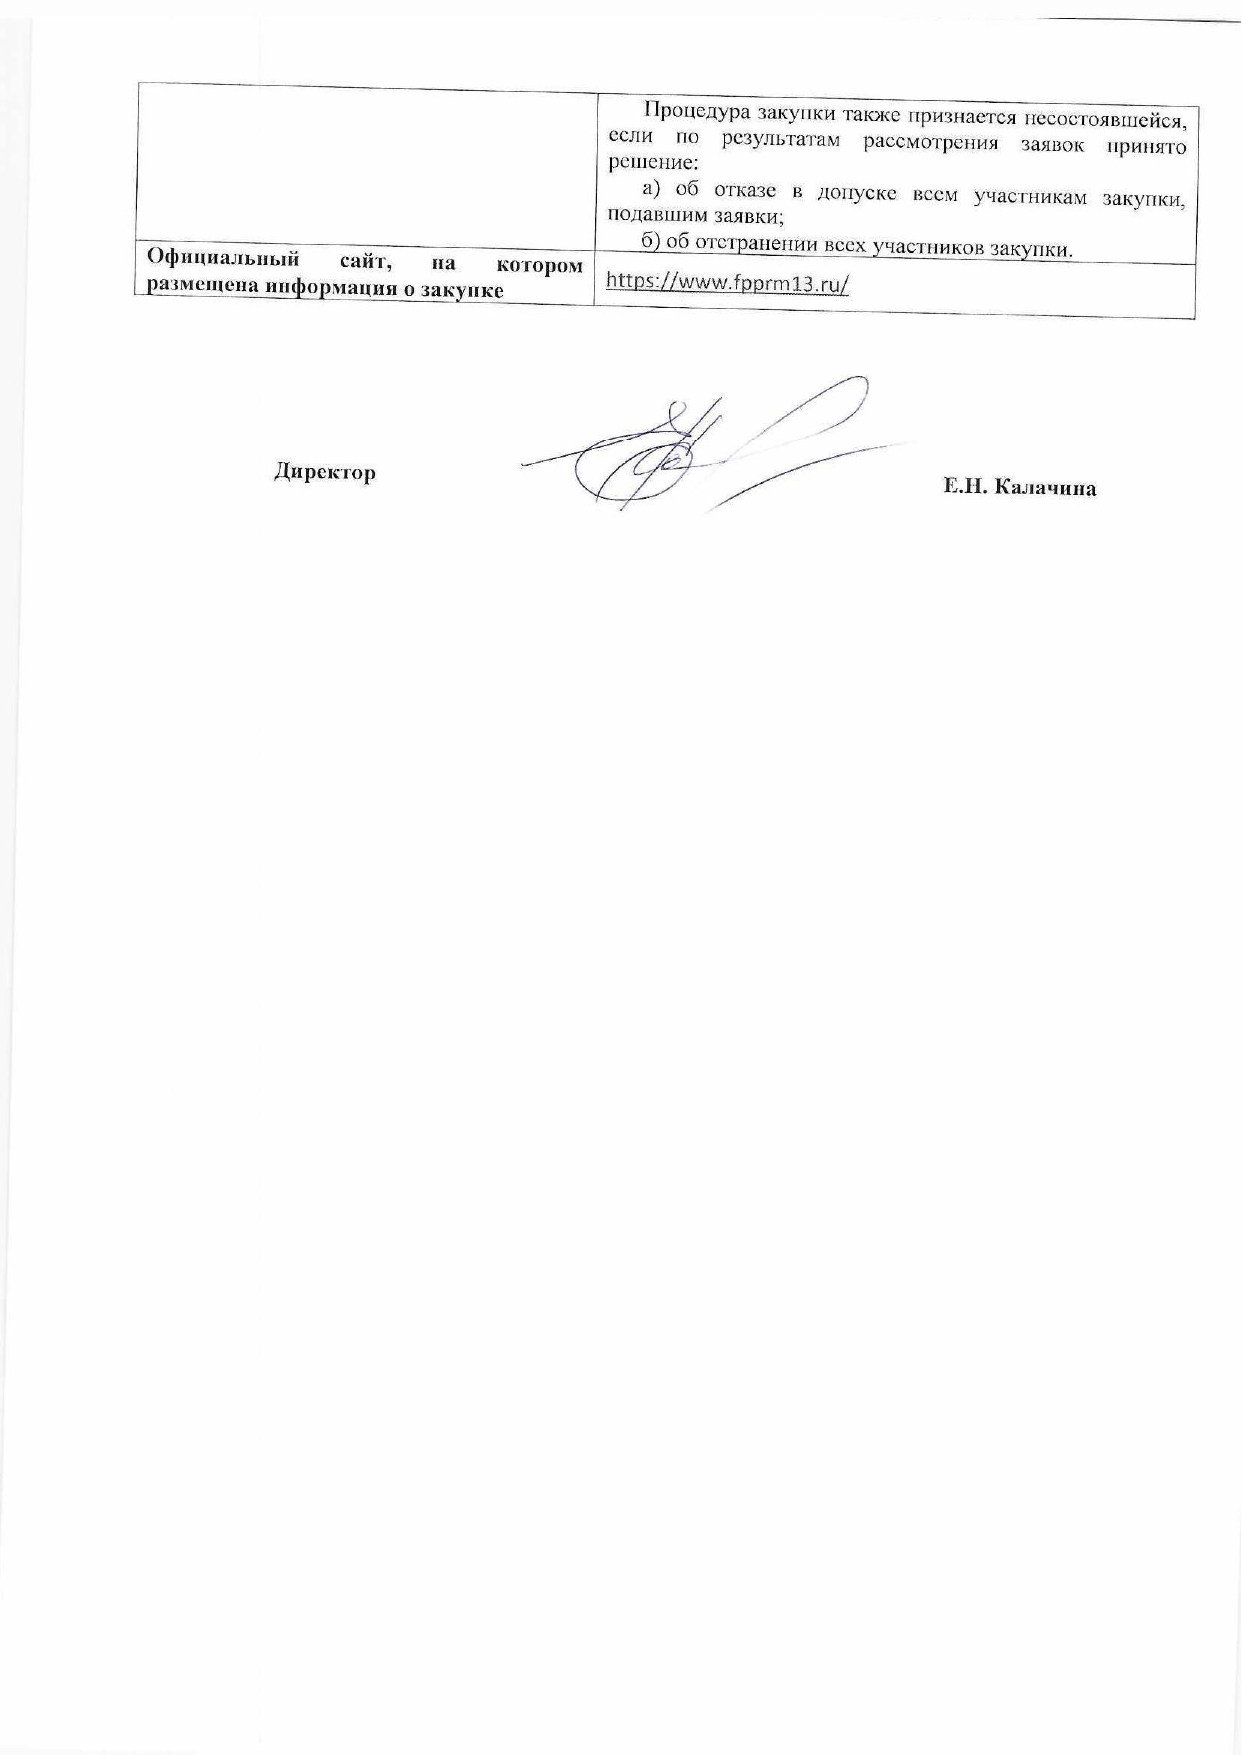 Процедура закупки также признается несостоявшейся,
если по результатам рассмотрения заявок принято
решение:
а) об отказе в допуске всем участникам закупки,
подавшим заявки;
б) об отстранении всех участников закупки.
Официальный сайт, на котором
размещена информация о закупке
https://www.fpprm13.ru/
Директор
Е.Н. Калачина